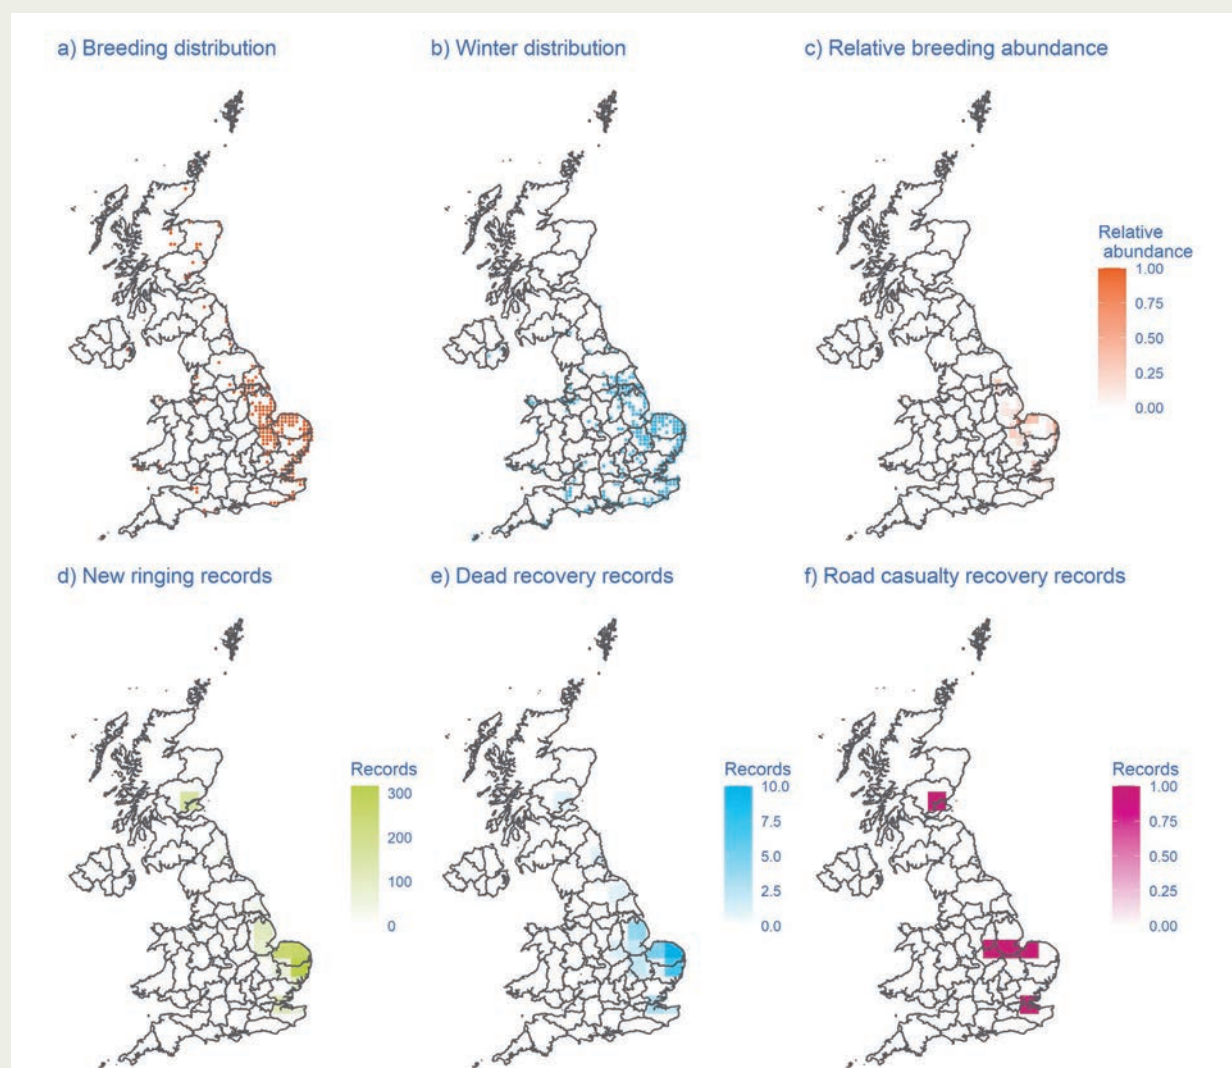 a) Breeding distribution
b) Winter distribution
c) Relative breeding abundance
Relative
abundance
1.00
0.75
0.50
0.25
0.00
d) New ringing records
e) Dead recovery records
f) Road casualty recovery records
Records
300
200
100
0
Records
10.0
7.5
5.0
2.5
0.0
Records
1.00
0.75
0.50
0.25
0.00